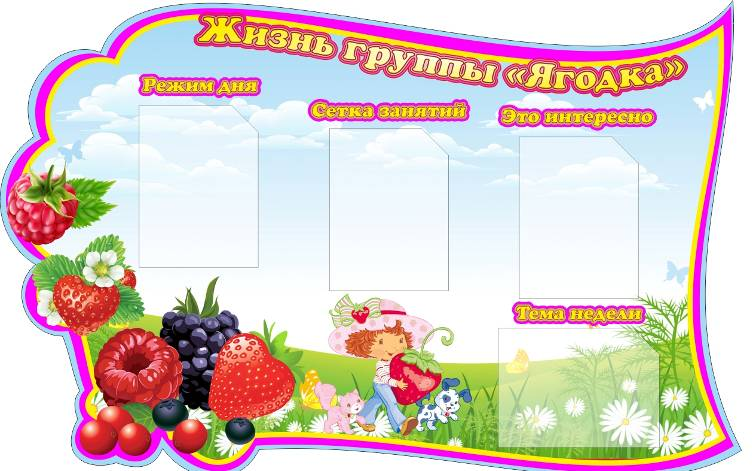 Жизнь группы «Ягодка»
Режим дня
Сетка занятий
Это интересно
Тема недели